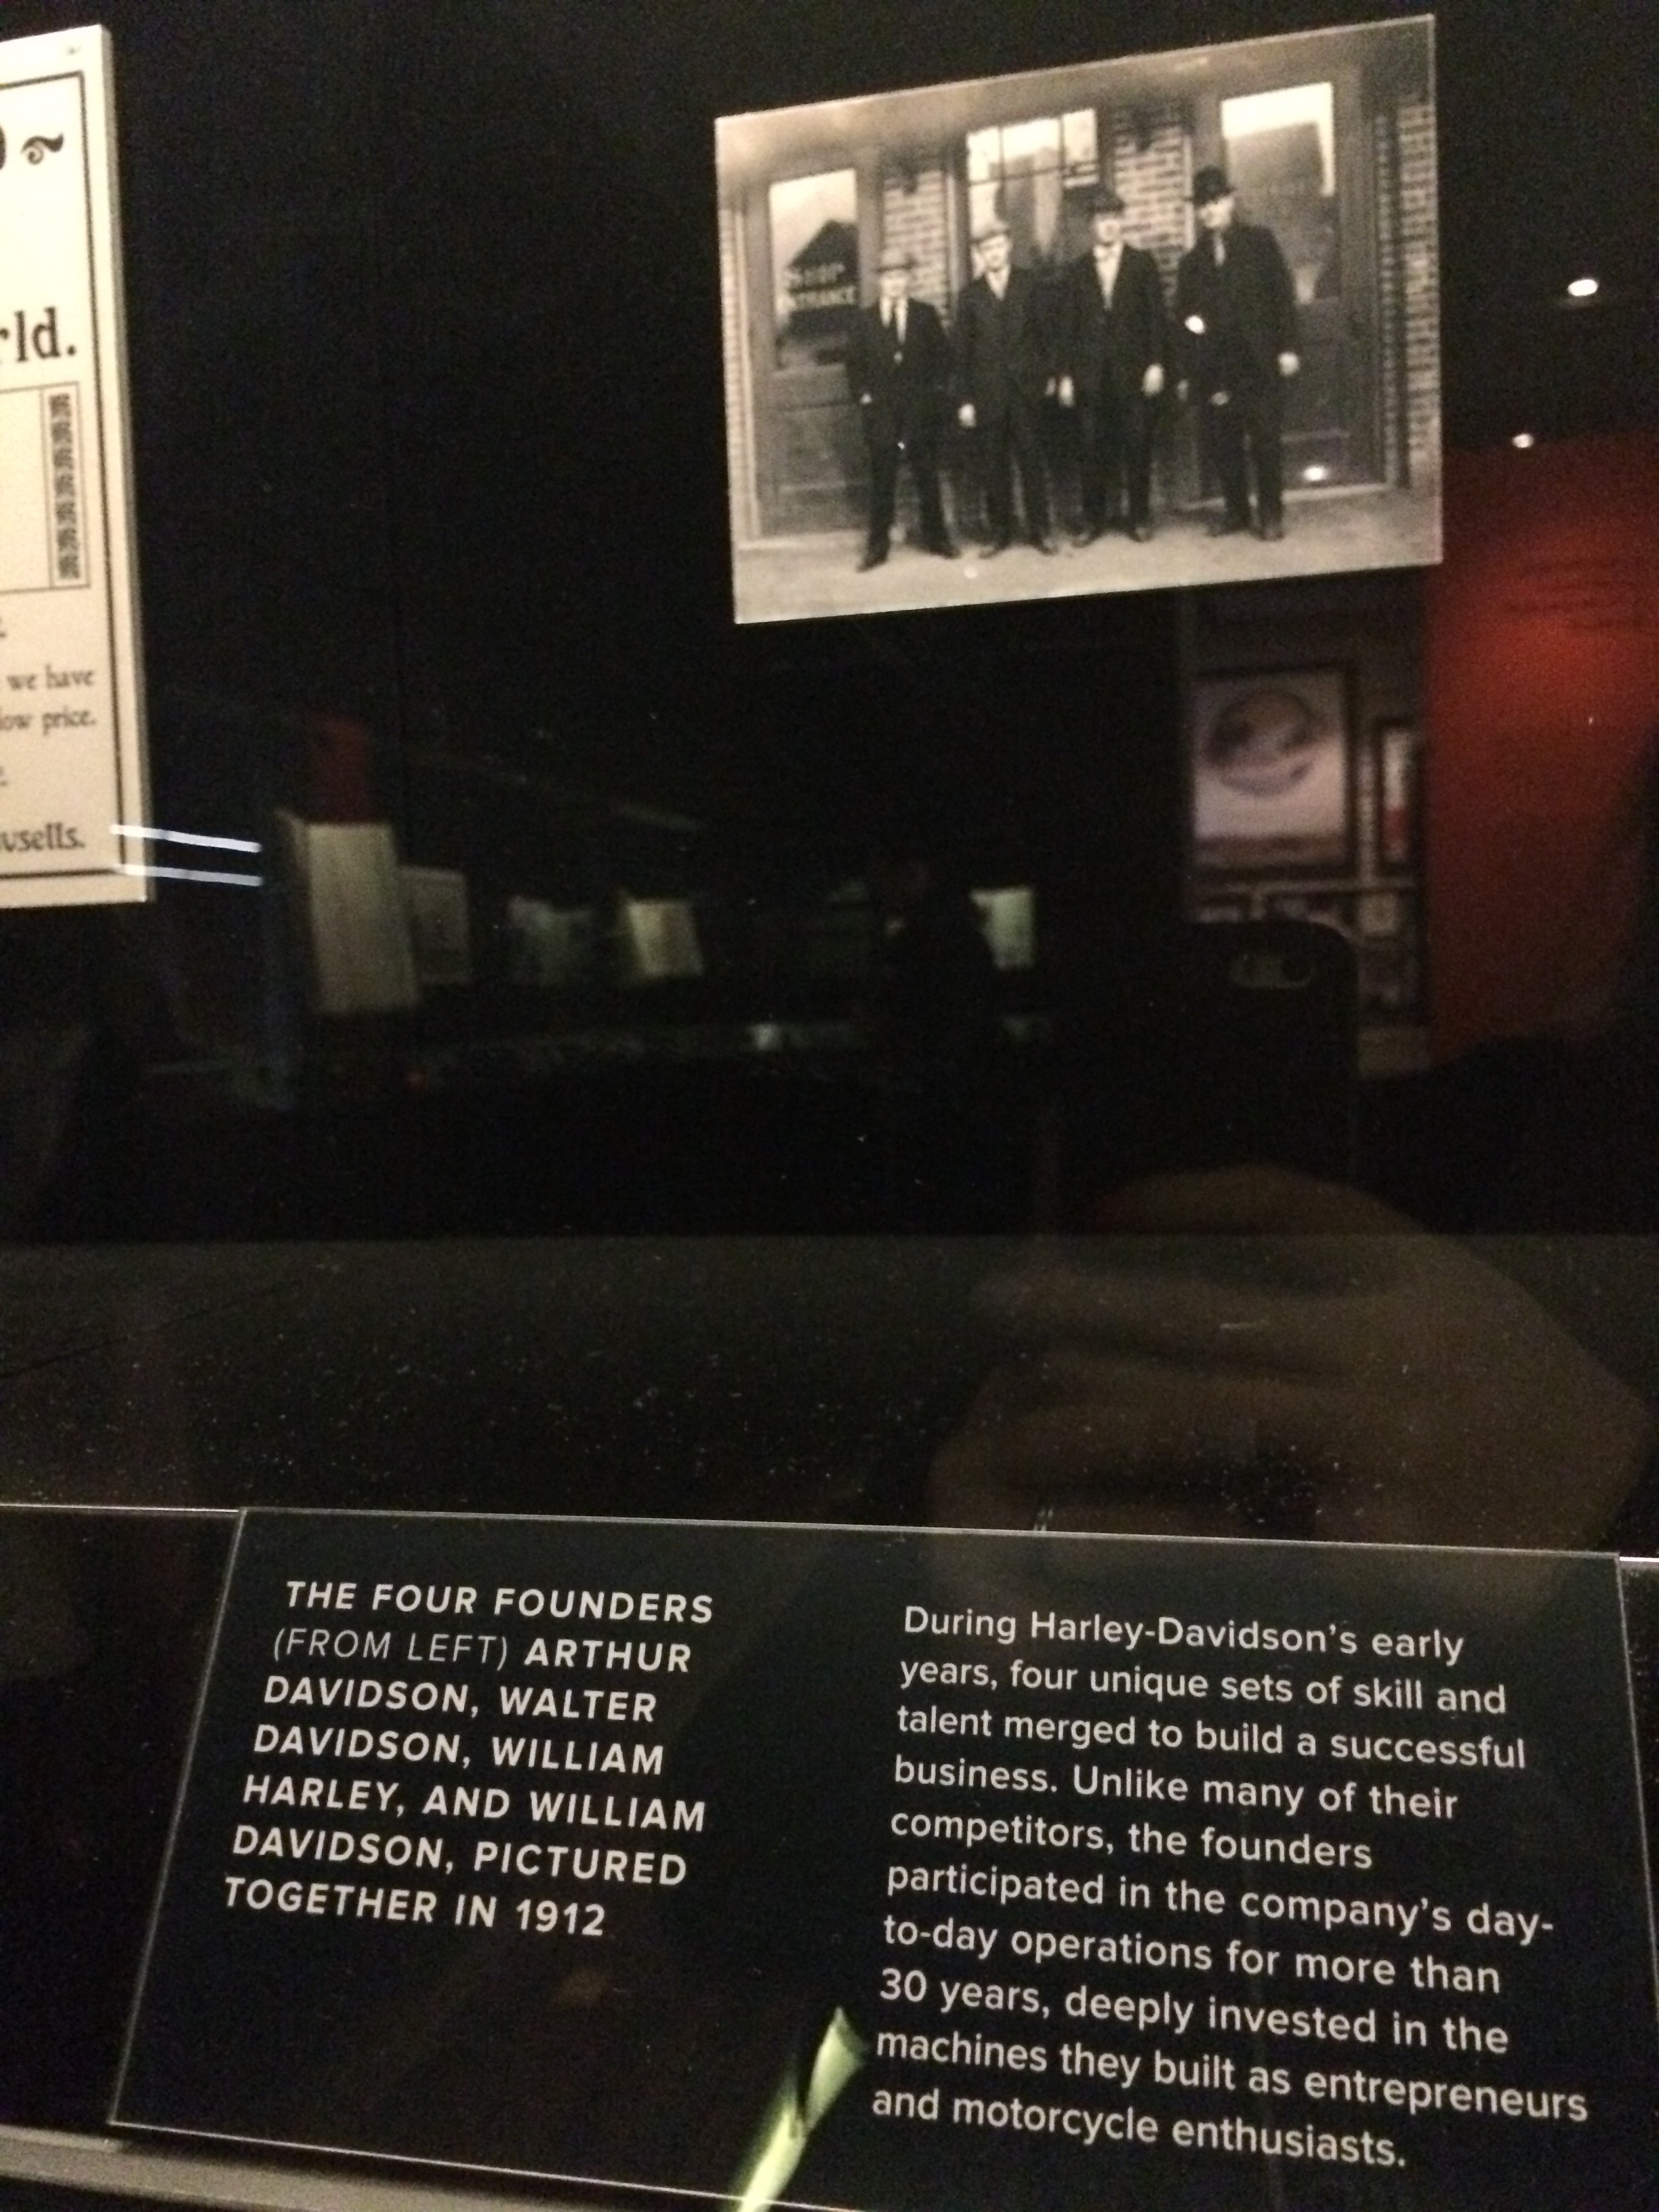 rld.
we have
low price.
SHOP
THE FOUR FOUNDERS
(FROM LEFT) ARTHUR
DAVIDSON, WALTER
DAVIDSON, WILLIAM
HARLEY, AND WILLIAM
DAVIDSON, PICTURED
TOGETHER IN 1912
During Harley-Davidson's early
years, four unique sets of skill and
talent merged to build a successful
business. Unlike many of their
competitors, the founders
participated in the company's day-
to-day operations for more than
30 years, deeply invested in the
machines they built as entrepreneurs
and motorcycle enthusiasts.